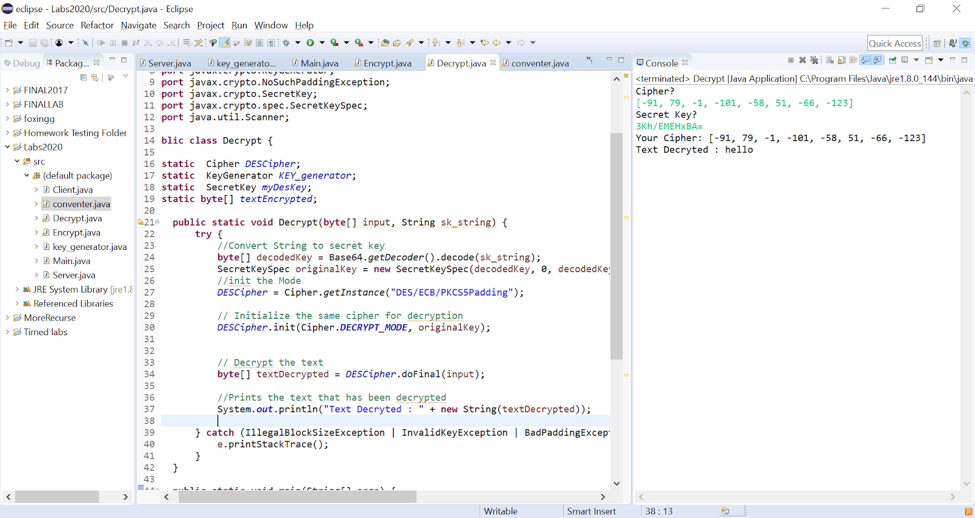 eclipse - Labs2020/src/Decrypt.java - Eclipse
File Edit Source Refactor Navigate Search Project Run Window Help
Quick Access
Debug Packag...
Server.java key_generato... Main.java Encrypt.java Decrypt.java conventer.java
Console
<terminated> Decrypt [Java Application] C:\Program Files\Java\jre1.8.0_144\bin\java
FINAL2017
FINALLAB
foxingg
Homework Testing Folder
Labs2020
src
(default package)
Client.java
conventer.java
Decrypt.java
Encrypt.java
key_generator.java
Main.java
Server.java
JRE System Library [jre1.8
Referenced Libraries
MoreRecurse
Timed labs
9 port javax.crypto.NoSuchPaddingException;
10 port javax.crypto.SecretKey;
11 port javax.crypto.spec.SecretKeySpec;
12 port java.util.Scanner;
13
14 blic class Decrypt {
15
16 static Cipher DESCipher;
17 static KeyGenerator KEY_generator;
18 static SecretKey myDesKey;
19 static byte[] textEncrypted;
20
21 public static void Decrypt(byte[] input, String sk_string) {
22 try {
23 //Convert String to secret key
24 byte[] decodedKey = Base64.getDecoder().decode(sk_string);
25 SecretKeySpec originalKey = new SecretKeySpec(decodedKey, 0, decodedKe
26 //init the Mode
27 DESCipher = Cipher.getInstance("DES/ECB/PKCS5Padding");
28
29 // Initialize the same cipher for decryption
30 DESCipher.init(Cipher.DECRYPT_MODE, originalKey);
31
32
33 // Decrypt the text
34 byte[] textDecrypted = DESCipher.doFinal(input);
35
36 //Prints the text that has been decrypted
37 System.out.println("Text Decryted : " + new String(textDecrypted));
38
39 } catch (IllegalBlockSizeException | InvalidKeyException | BadPaddingExcep
40 e.printStackTrace();
41 }
42 }
43
Cipher?
[-91, 79, -1, -101, -58, 51, -66, -123]
Secret Key?
3Kh/EMEHxBA=
Your Cipher: [-91, 79, -1, -101, -58, 51, -66, -123]
Text Decryted : hello
Writable Smart Insert 38 : 13